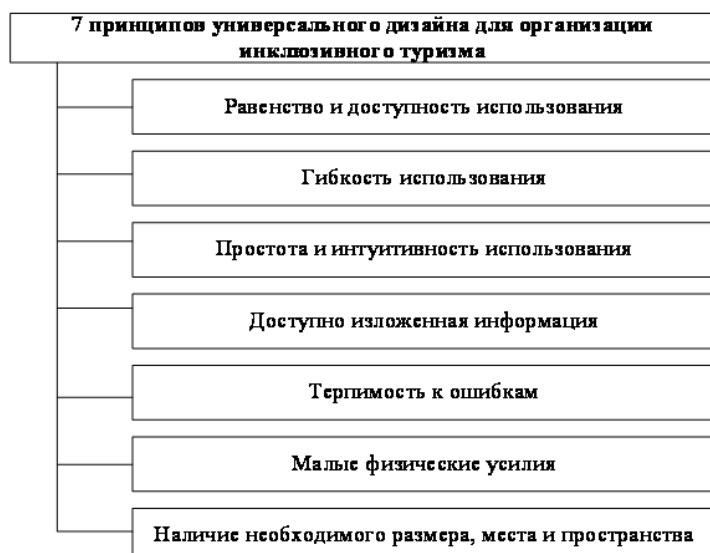 7 принципов универсального дизайна для организации
инклюзивного туризма
Равенство и доступность использования
Гибкость использования
Простота и интуитивность использования
Доступно изложенная информация
Терпимость к ошибкам
Малые физические усилия
Наличие необходимого размера, места и пространства